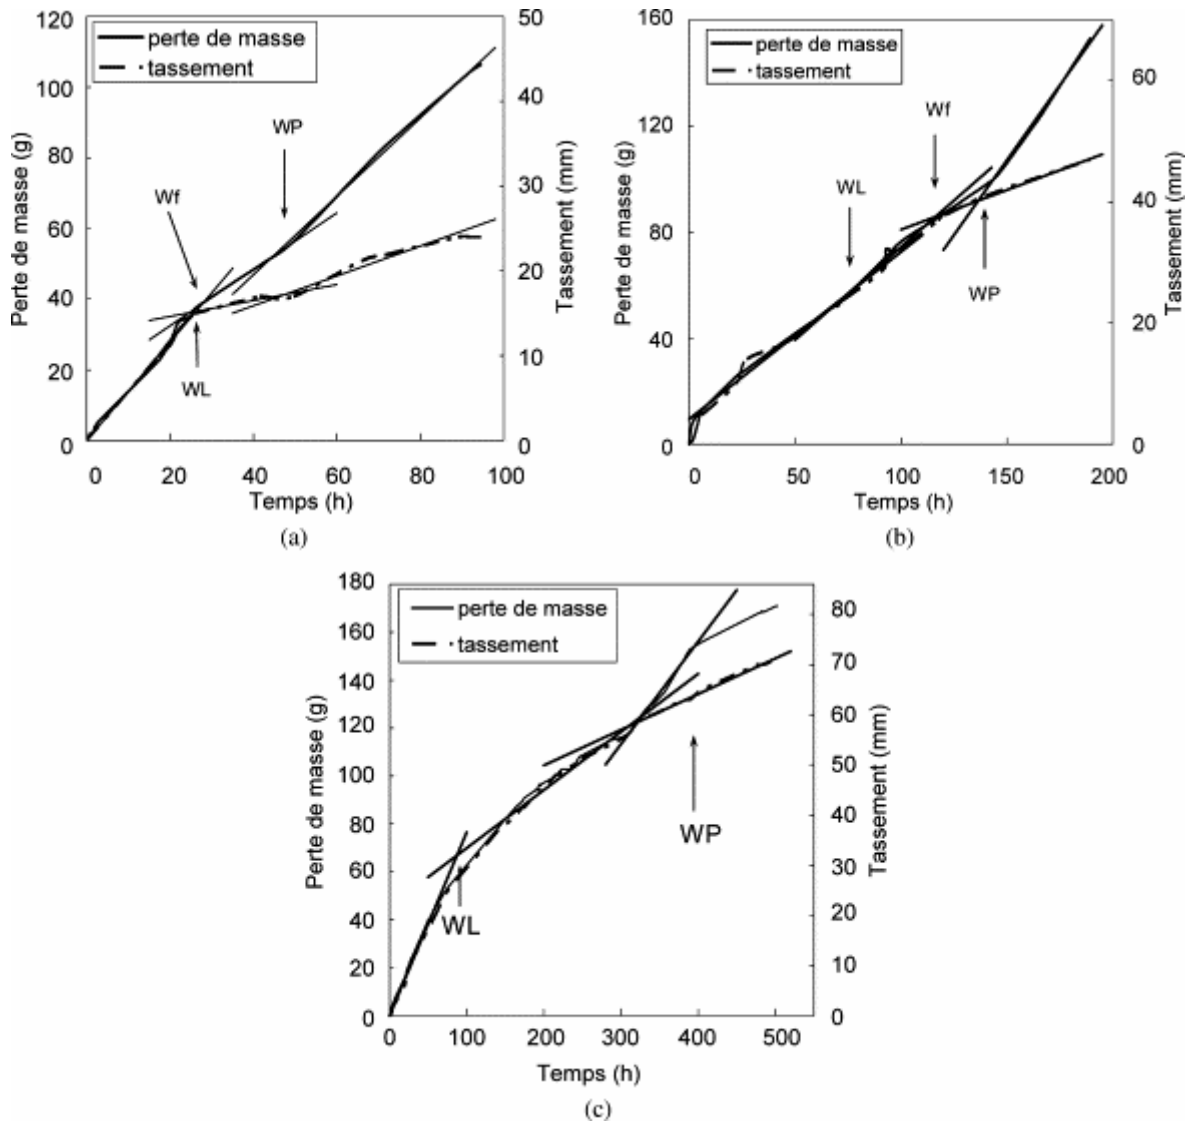 perte de masse
tassement
Perte de masse (g)
120
100
80
60
40
20
0
Tassement (mm)
50
40
30
20
10
0
Wf
WP
WL
0 20 40 60 80 100
Temps (h)
(a)
perte de masse
tassement
Perte de masse (g)
160
120
80
40
0
Tassement (mm)
60
40
20
0
WL
Wf
WP
0 50 100 150 200
Temps (h)
(b)
perte de masse
tassement
Perte de masse (g)
180
160
140
120
100
80
60
40
20
0
Tassement (mm)
80
70
60
50
40
30
20
10
0
WL
WP
0 100 200 300 400 500
Temps (h)
(c)